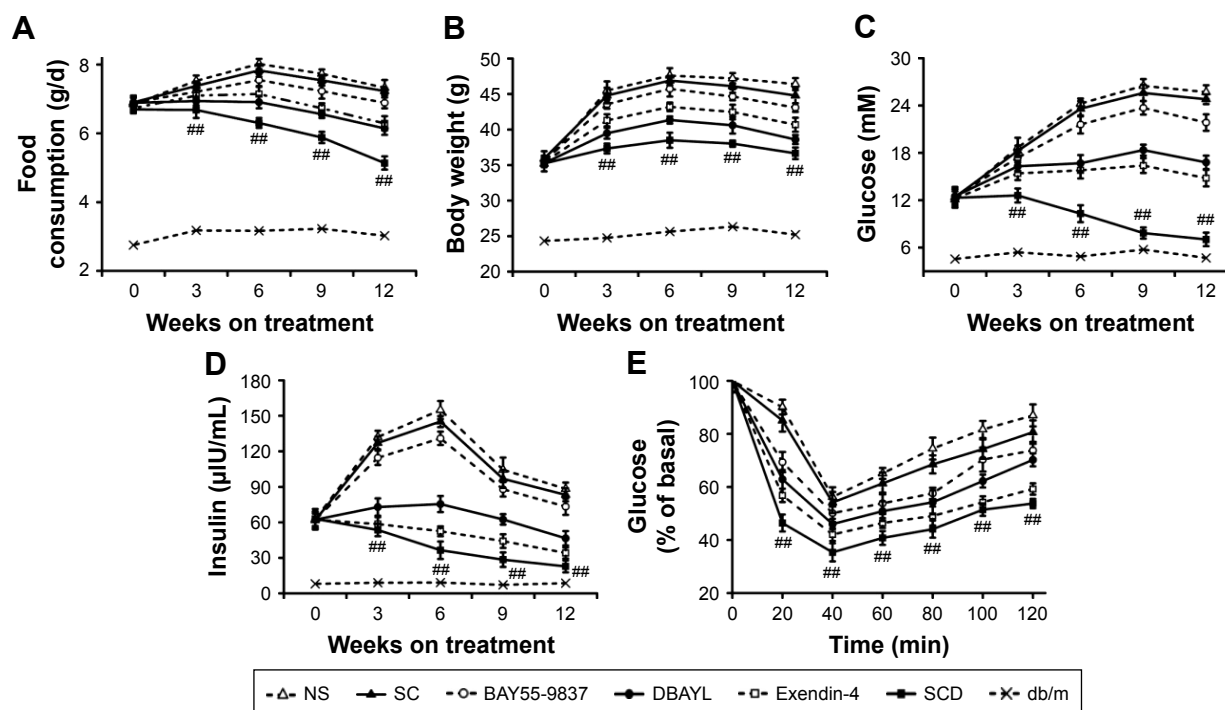 A
Food
consumption (g/d)
8
6
4
2
0 3 6 9 12
Weeks on treatment
## ## ## ##
B
Body weight (g)
50
45
40
35
30
25
20
0 3 6 9 12
Weeks on treatment
## ## ## ##
C
Glucose (mM)
30
24
18
12
6
0 3 6 9 12
Weeks on treatment
## ## ## ##
D
Insulin (µIU/mL)
180
150
120
90
60
30
0
0 3 6 9 12
Weeks on treatment
## ## ## ##
E
Glucose
(% of basal)
100
80
60
40
20
0 20 40 60 80 100 120
Time (min)
## ## ## ## ## ##
NS SC BAY55-9837 DBAYL Exendin-4 SCD db/m